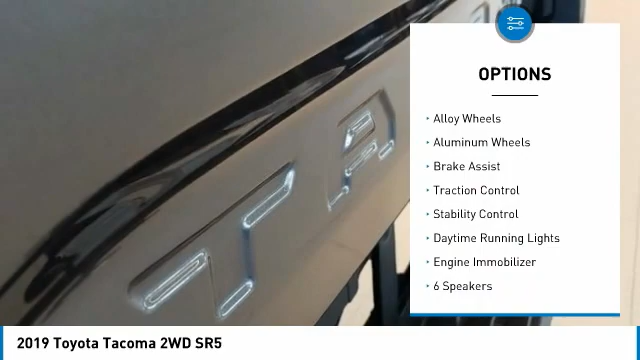 OPTIONS
Alloy Wheels
Aluminum Wheels
Brake Assist
Traction Control
Stability Control
Daytime Running Lights
Engine Immobilizer
6 Speakers
T R
2019 Toyota Tacoma 2WD SR5